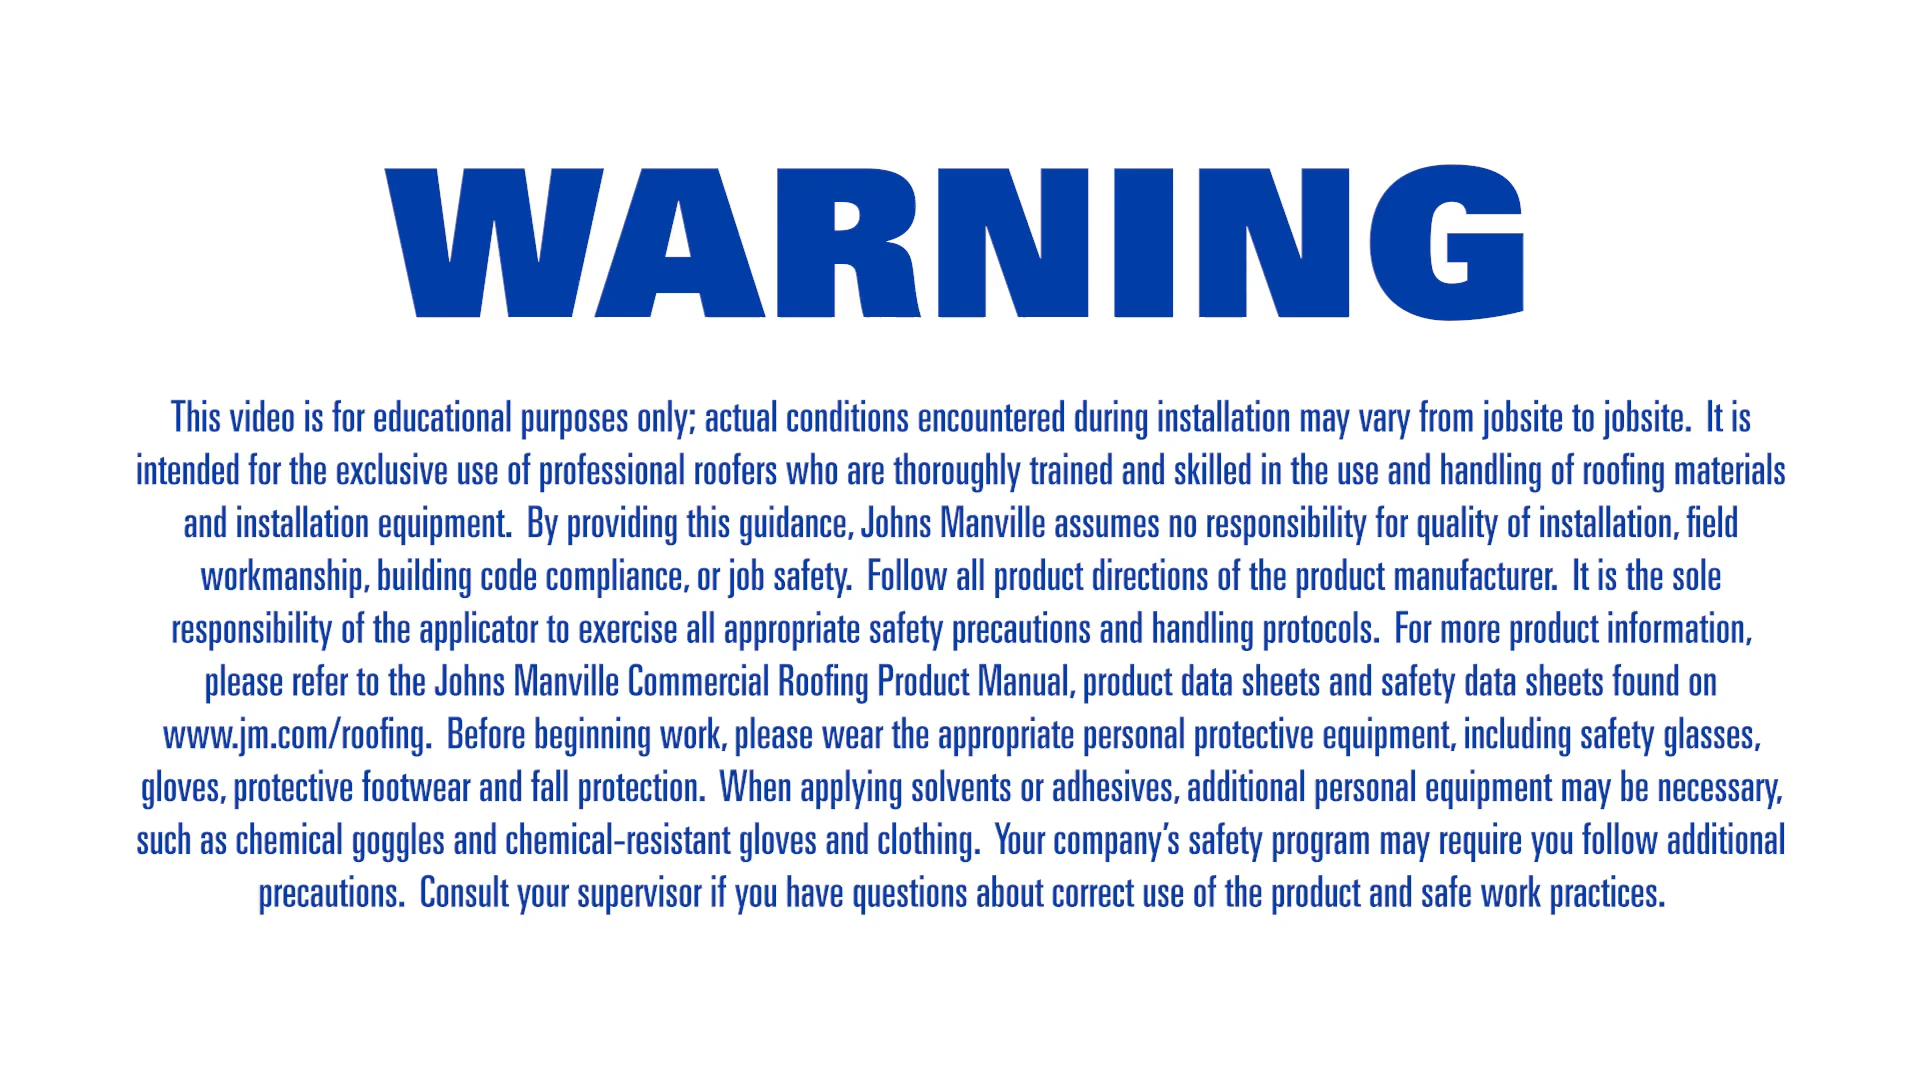 WARNING
This video is for educational purposes only; actual conditions encountered during installation may vary from jobsite to jobsite.  It is
intended for the exclusive use of professional roofers who are thoroughly trained and skilled in the use and handling of roofing materials
and installation equipment.  By providing this guidance, Johns Manville assumes no responsibility for quality of installation, field
workmanship, building code compliance, or job safety.  Follow all product directions of the product manufacturer.  It is the sole
responsibility of the applicator to exercise all appropriate safety precautions and handling protocols.  For more product information,
please refer to the Johns Manville Commercial Roofing Product Manual, product data sheets and safety data sheets found on
www.jm.com/roofing.  Before beginning work, please wear the appropriate personal protective equipment, including safety glasses,
gloves, protective footwear and fall protection.  When applying solvents or adhesives, additional personal equipment may be necessary,
such as chemical goggles and chemical-resistant gloves and clothing.  Your company's safety program may require you follow additional
precautions.  Consult your supervisor if you have questions about correct use of the product and safe work practices.